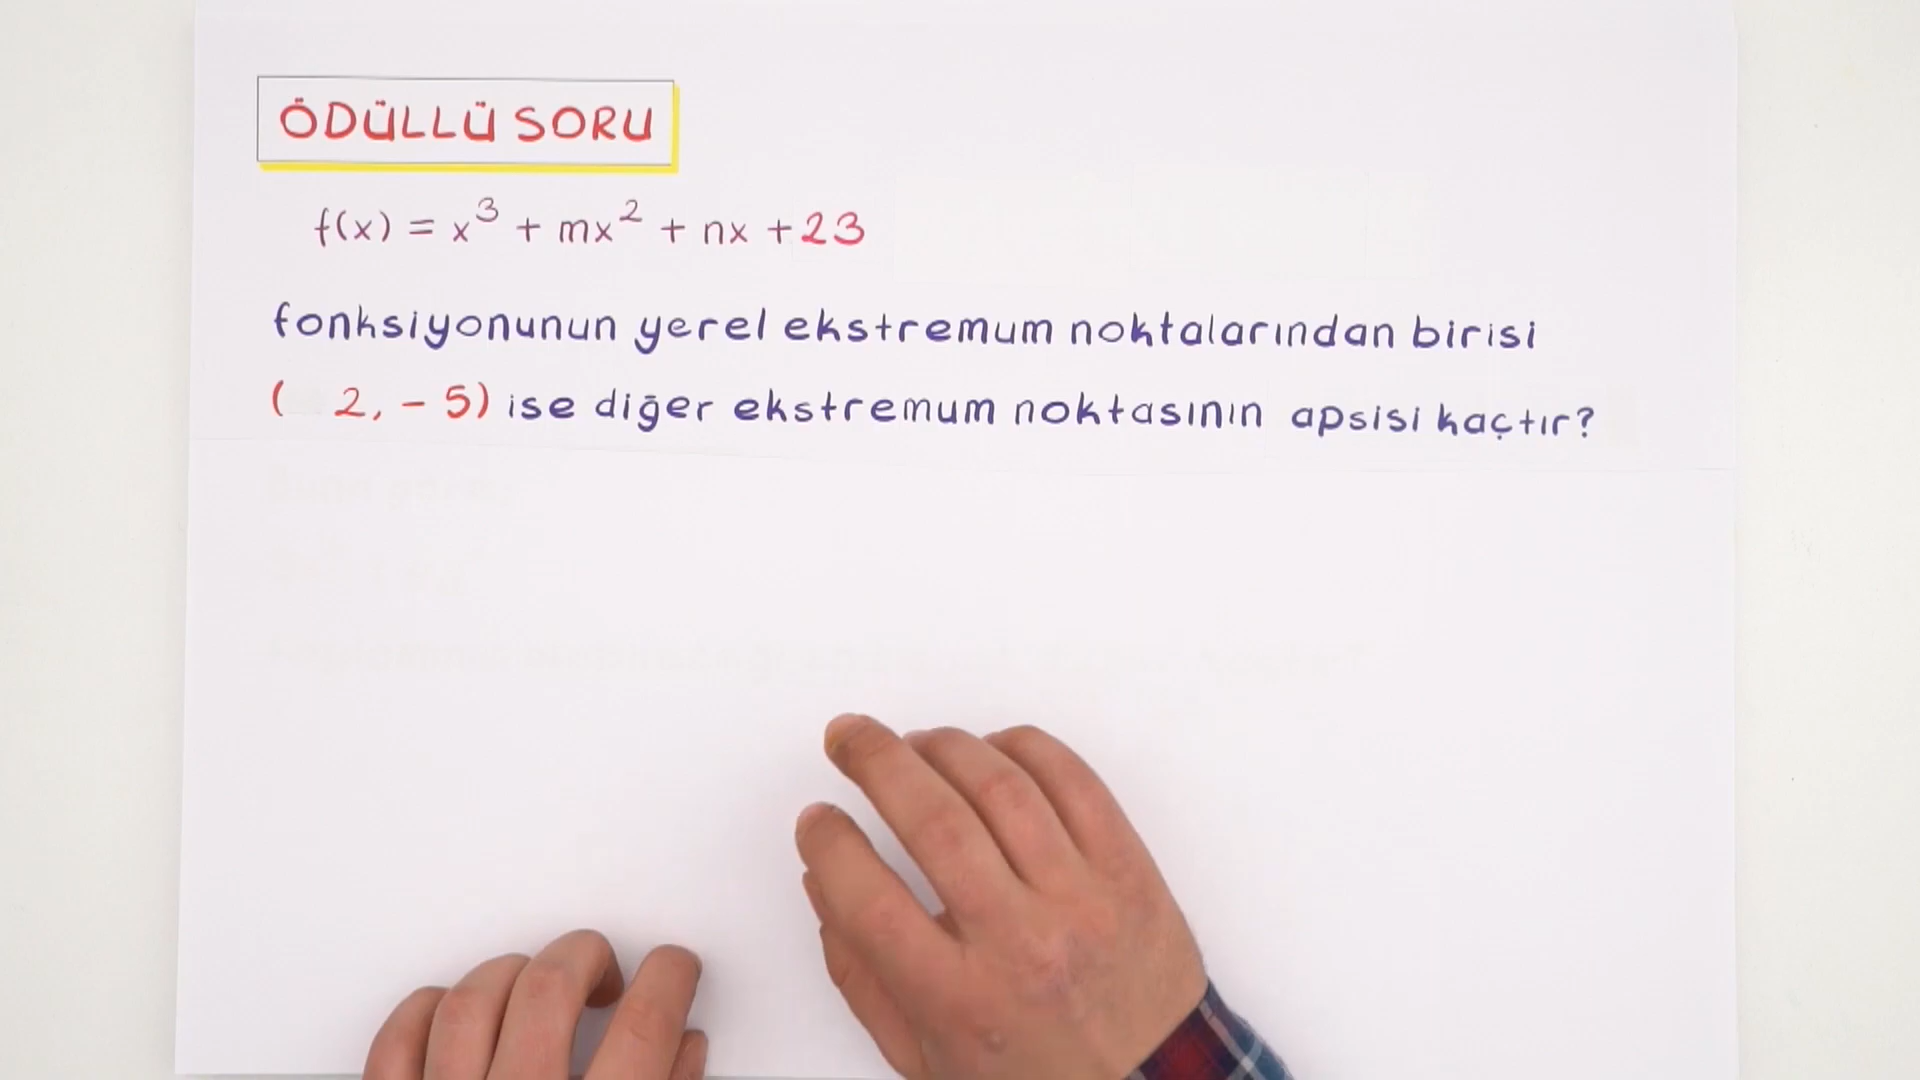 ÖDÜLLÜ SORU
f(x) = x³ + mx² + nx + 23
fonksiyonunun yerel ekstremum noktalarından birisi
( 2, - 5) ise diğer ekstremum noktasının apsisi kaçtır?